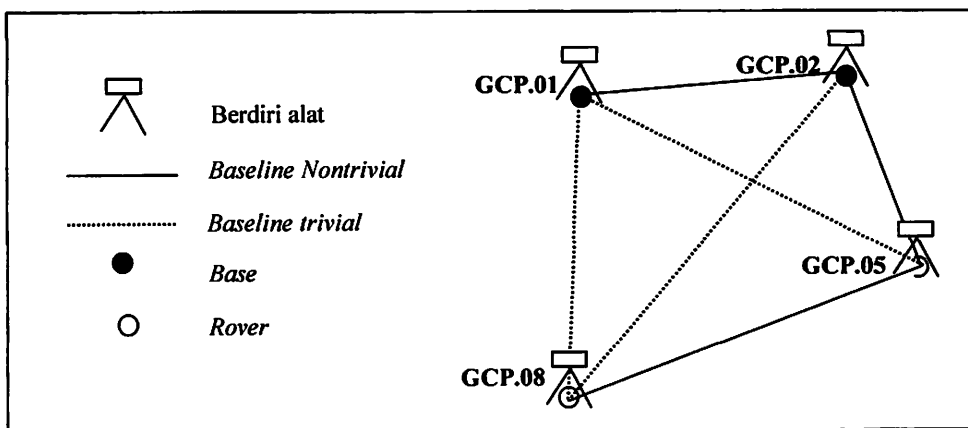 Berdiri alat
Baseline Nontrivial
Baseline trivial
Base
Rover
GCP.01
GCP.02
GCP.05
GCP.08